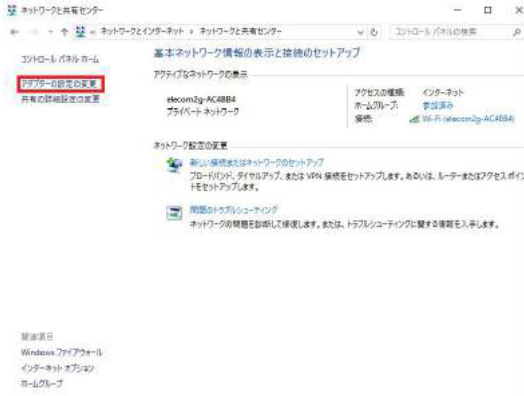 ネットワークと共有センター
« ネットワークとインターネット › ネットワークと共有センター
コントロール パネルの検索
コントロール パネル ホーム
アダプターの設定の変更
共有の詳細設定の変更
基本ネットワーク情報の表示と接続のセットアップ
アクティブなネットワークの表示
elecom2g-AC4BB4
プライベート ネットワーク
アクセスの種類: インターネット
ホームグループ: 参加済み
接続: Wi-Fi (elecom2g-AC4BB4)
ネットワーク設定の変更
新しい接続またはネットワークのセットアップ
ブロードバンド、ダイヤルアップ、または VPN 接続をセットアップします。あるいは、ルーターまたはアクセス ポイン
トをセットアップします。
問題のトラブルシューティング
ネットワークの問題を診断して修復します。または、トラブルシューティングに関する情報を入手します。
関連項目
Windows ファイアウォール
インターネット オプション
ホームグループ